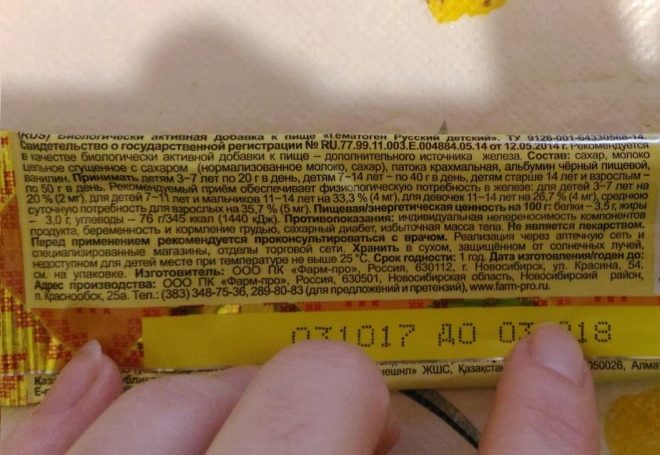 (RUS) Биологически активная добавка к пище «Гематоген Русский детский». ТУ 9126-001-64330568-14.
Свидетельство о государственной регистрации № RU.77.99.11.003.Е.004884.05.14 от 12.05.2014 г. Рекомендуется
в качестве биологически активной добавки к пище – дополнительного источника железа. Состав: сахар, молоко
цельное сгущенное с сахаром (нормализованное молоко, сахар), патока крахмальная, альбумин чёрный пищевой,
ванилин. Принимать детям 3–7 лет по 20 г в день, детям 7–14 лет – по 40 г в день, детям старше 14 лет и взрослым –
по 50 г в день. Рекомендуемый приём обеспечивает физиологическую потребность в железе: для детей 3–7 лет на
20 % (2 мг), для детей 7–11 лет и мальчиков 11–14 лет на 33,3 % (4 мг), для девочек 11–14 лет на 26,7 % (4 мг), среднюю
суточную потребность для взрослых на 35,7 % (5 мг). Пищевая/энергетическая ценность на 100 г: белки – 3,5 г, жиры
– 3,0 г, углеводы – 76 г/345 ккал (1440 кДж). Противопоказания: индивидуальная непереносимость компонентов
продукта, беременность и кормление грудью, сахарный диабет, избыточная масса тела. Не является лекарством.
Перед применением рекомендуется проконсультироваться с врачом. Реализация через аптечную сеть и
специализированные магазины, отделы торговой сети. Хранить в сухом, защищенном от солнечных лучей,
недоступном для детей месте при температуре не выше 25 °С. Срок годности: 1 год. Дата изготовления/годен до:
см. на упаковке. Изготовитель: ООО ПК «Фарм-про», Россия, 630112, г. Новосибирск, ул. Красина, 54.
Адрес производства: ООО ПК «Фарм-про», Россия, 630501, Новосибирская область, Новосибирский район,
п. Краснообск, 25а. Тел.: (383) 348-75-36, 289-80-83 (для предложений и претензий), www.farm-pro.ru.
031017 ДО 03 018
ЖШС, Қазақстан 050026, Алма